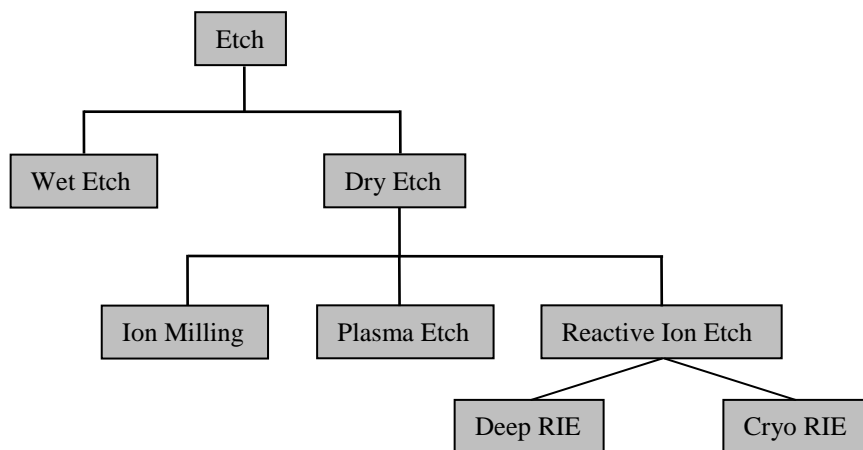 Etch
Wet Etch
Dry Etch
Ion Milling
Plasma Etch
Reactive Ion Etch
Deep RIE
Cryo RIE